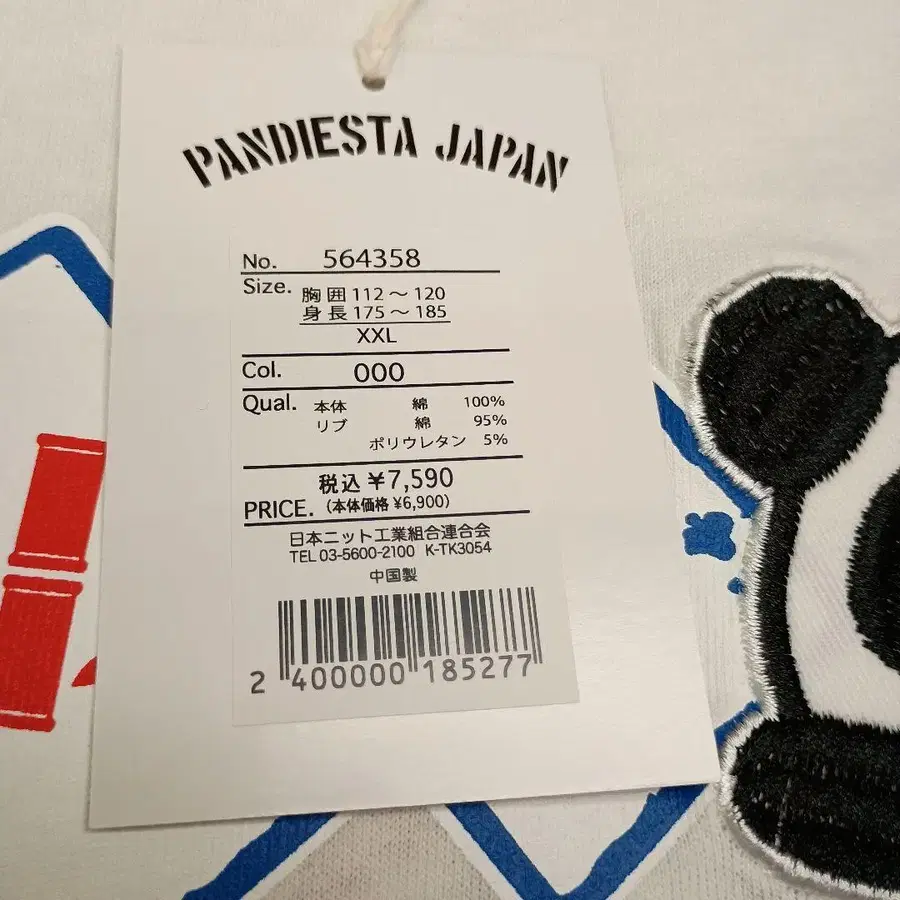 PANDIESTA JAPAN
No. 564358
Size. 胸囲 112～120
身長 175～185
XXL
Col. 000
Qual. 本体 綿 100%
リブ 綿 95%
ポリウレタン 5%
税込 ¥7,590
PRICE. (本体価格 ¥6,900)
日本ニット工業組合連合会
TEL 03-5600-2100 K-TK3054
中国製
2 400000 185277